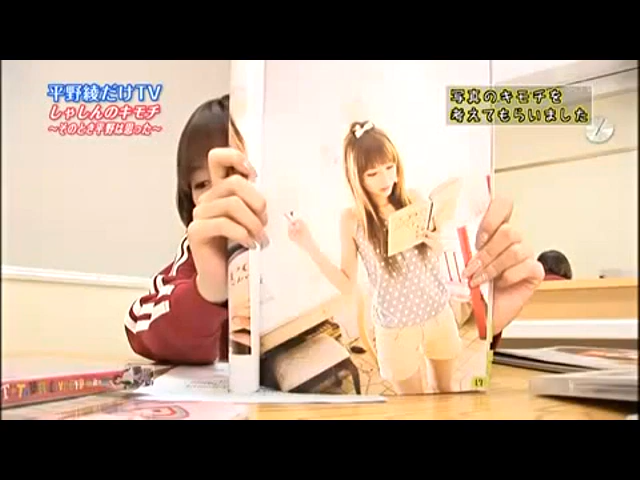 平野綾だけTV
しゃしんのキモチ
〜そのとき平野は思った〜
写真のキモチを
考えてもらいました
17